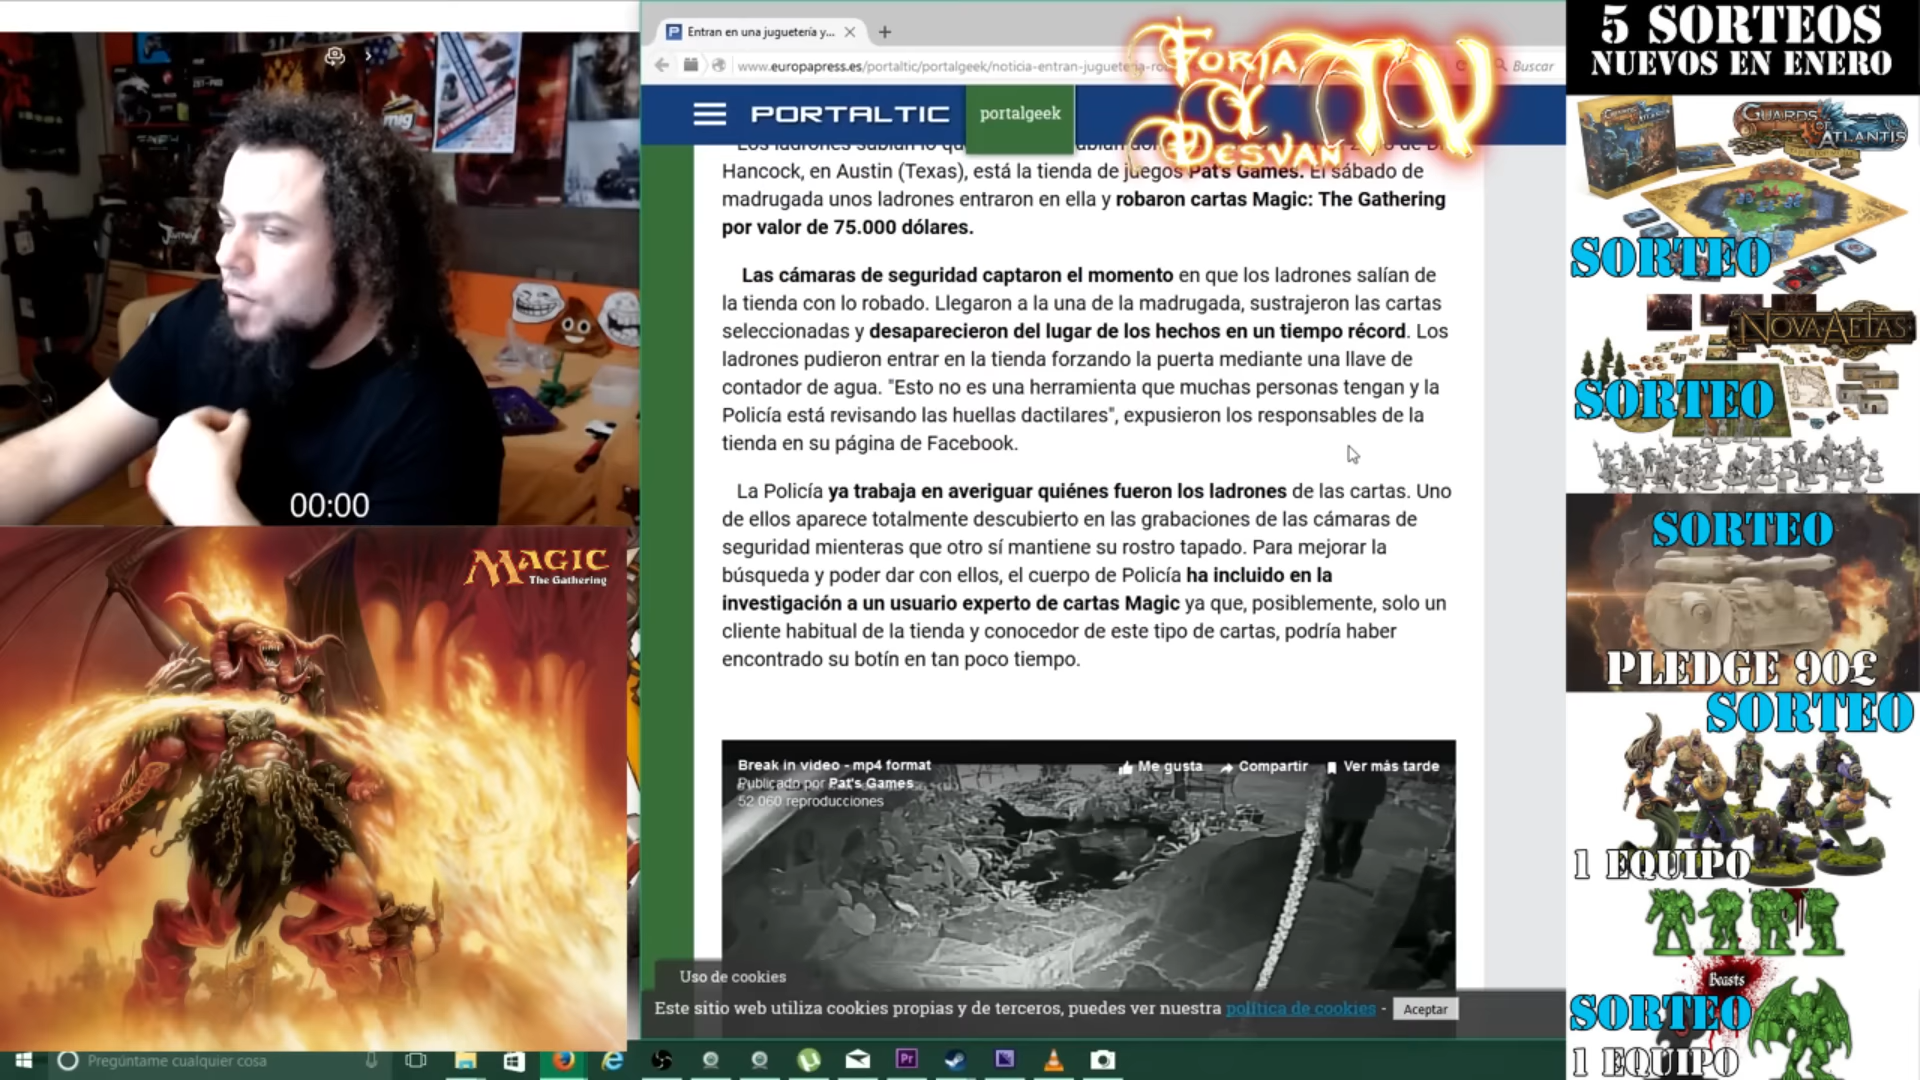 00:00
MAGIC
The Gathering
Entran en una juguetería y...
www.europapress.es/portaltic/portalgeek/noticia-entran-jugueteria-ro
Buscar
PORTALTIC
portalgeek
FORJA
Y
DESVÁN
TV
Hancock, en Austin (Texas), está la tienda de juegos Pat's Games. El sábado de
madrugada unos ladrones entraron en ella y robaron cartas Magic: The Gathering
por valor de 75.000 dólares.
Las cámaras de seguridad captaron el momento en que los ladrones salían de
la tienda con lo robado. Llegaron a la una de la madrugada, sustrajeron las cartas
seleccionadas y desaparecieron del lugar de los hechos en un tiempo récord. Los
ladrones pudieron entrar en la tienda forzando la puerta mediante una llave de
contador de agua. "Esto no es una herramienta que muchas personas tengan y la
Policía está revisando las huellas dactilares", expusieron los responsables de la
tienda en su página de Facebook.
La Policía ya trabaja en averiguar quiénes fueron los ladrones de las cartas. Uno
de ellos aparece totalmente descubierto en las grabaciones de las cámaras de
seguridad mienteras que otro sí mantiene su rostro tapado. Para mejorar la
búsqueda y poder dar con ellos, el cuerpo de Policía ha incluido en la
investigación a un usuario experto de cartas Magic ya que, posiblemente, solo un
cliente habitual de la tienda y conocedor de este tipo de cartas, podría haber
encontrado su botín en tan poco tiempo.
Break in video - mp4 format
Publicado por Pat's Games
52 060 reproducciones
Me gusta
Compartir
Ver más tarde
Uso de cookies
Este sitio web utiliza cookies propias y de terceros, puedes ver nuestra política de cookies - Aceptar
Pregúntame cualquier cosa
Pr
5 SORTEOS
NUEVOS EN ENERO
GUARDS
OF
ATLANTIS
SORTEO
NOVA AETAS
SORTEO
SORTEO
PLEDGE 90£
SORTEO
1 EQUIPO
Beasts
SORTEO
1 EQUIPO